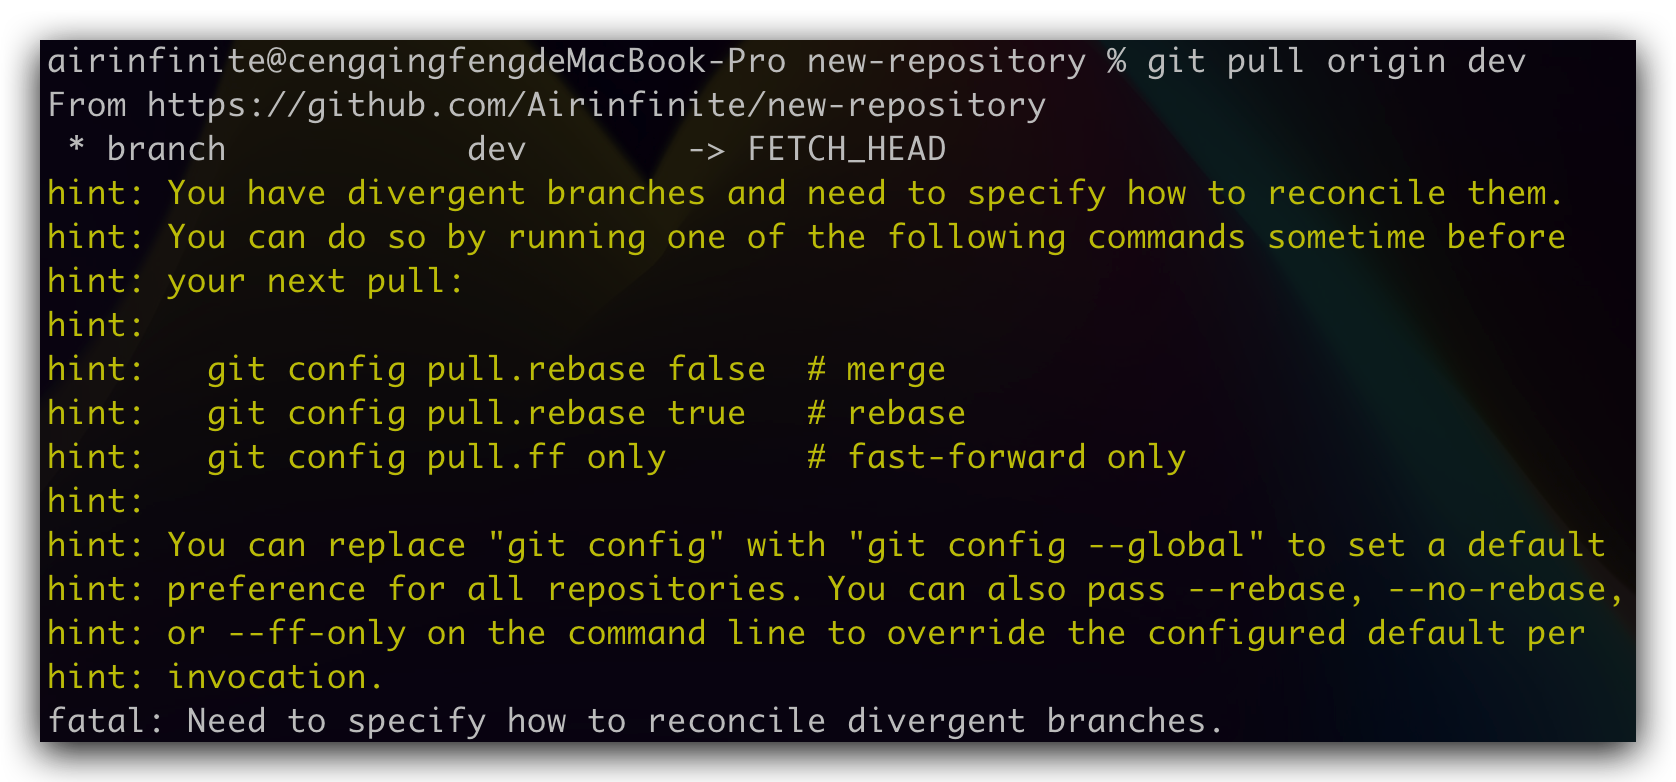 airinfinite@cengqingfengdeMacBook-Pro new-repository % git pull origin dev
From https://github.com/Airinfinite/new-repository
 * branch            dev        -> FETCH_HEAD
hint: You have divergent branches and need to specify how to reconcile them.
hint: You can do so by running one of the following commands sometime before
hint: your next pull:
hint:
hint:   git config pull.rebase false  # merge
hint:   git config pull.rebase true   # rebase
hint:   git config pull.ff only       # fast-forward only
hint:
hint: You can replace "git config" with "git config --global" to set a default
hint: preference for all repositories. You can also pass --rebase, --no-rebase,
hint: or --ff-only on the command line to override the configured default per
hint: invocation.
fatal: Need to specify how to reconcile divergent branches.